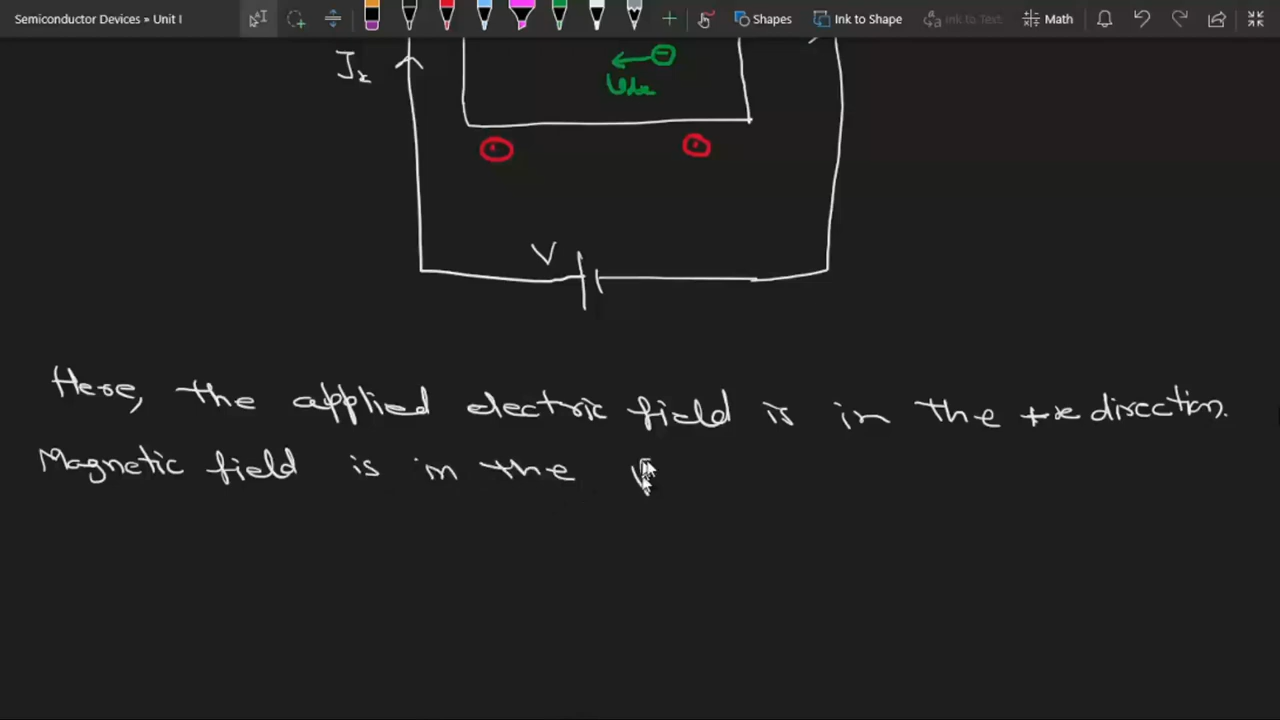 Semiconductor Devices » Unit I
Shapes
Ink to Shape
Ink to Text
Math
Jx
V
Here, the applied electric field is in the +x direction.
Magnetic field is in the